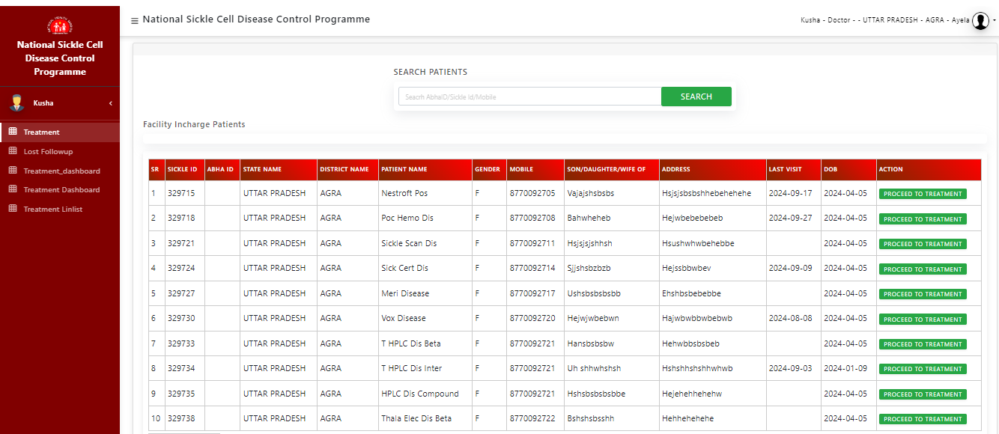 National Sickle Cell
Disease Control
Programme
Kusha
Treatment
Lost Followup
Treatment_dashboard
Treatment Dashboard
Treatment Linlist
National Sickle Cell Disease Control Programme
Kusha - Doctor - - UTTAR PRADESH - AGRA - Ayela
SEARCH PATIENTS
Seacrh AbhaID/Sickle Id/Mobile SEARCH
Facility Incharge Patients
SR SICKLE ID ABHA ID STATE NAME DISTRICT NAME PATIENT NAME GENDER MOBILE SON/DAUGHTER/WIFE OF ADDRESS LAST VISIT DOB ACTION
1 329715 UTTAR PRADESH AGRA Nestroft Pos F 8770092705 Vajajshsbsbs Hsjsjsbsbshhebehehehe 2024-09-17 2024-04-05 PROCEED TO TREATMENT
2 329718 UTTAR PRADESH AGRA Poc Hemo Dis F 8770092708 Bahwheheb Hejwbebebebeb 2024-09-27 2024-04-05 PROCEED TO TREATMENT
3 329721 UTTAR PRADESH AGRA Sickle Scan Dis F 8770092711 Hsjsjsjshhsh Hsushwhwbehebbe 2024-04-05 PROCEED TO TREATMENT
4 329724 UTTAR PRADESH AGRA Sick Cert Dis F 8770092714 Sjjshsbzbzb Hejssbbwbev 2024-09-09 2024-04-05 PROCEED TO TREATMENT
5 329727 UTTAR PRADESH AGRA Meri Disease F 8770092717 Ushsbsbsbsbb Ehshbsbebebbe 2024-04-05 PROCEED TO TREATMENT
6 329730 UTTAR PRADESH AGRA Vox Disease F 8770092720 Hejwjwbebwn Hajwbwbbwbebwb 2024-08-08 2024-04-05 PROCEED TO TREATMENT
7 329733 UTTAR PRADESH AGRA T HPLC Dis Beta F 8770092721 Hansbsbsbw Hehwbbsbsbeb 2024-04-05 PROCEED TO TREATMENT
8 329734 UTTAR PRADESH AGRA T HPLC Dis Inter F 8770092721 Uh shhwhshsh Hshshhshshhwhwb 2024-09-03 2024-01-09 PROCEED TO TREATMENT
9 329735 UTTAR PRADESH AGRA HPLC Dis Compound F 8770092721 Hshsbsbsbsbbe Hejehehhehehw 2024-04-05 PROCEED TO TREATMENT
10 329738 UTTAR PRADESH AGRA Thala Elec Dis Beta F 8770092722 Bshshsbsshh Hehhehehehe 2024-04-05 PROCEED TO TREATMENT